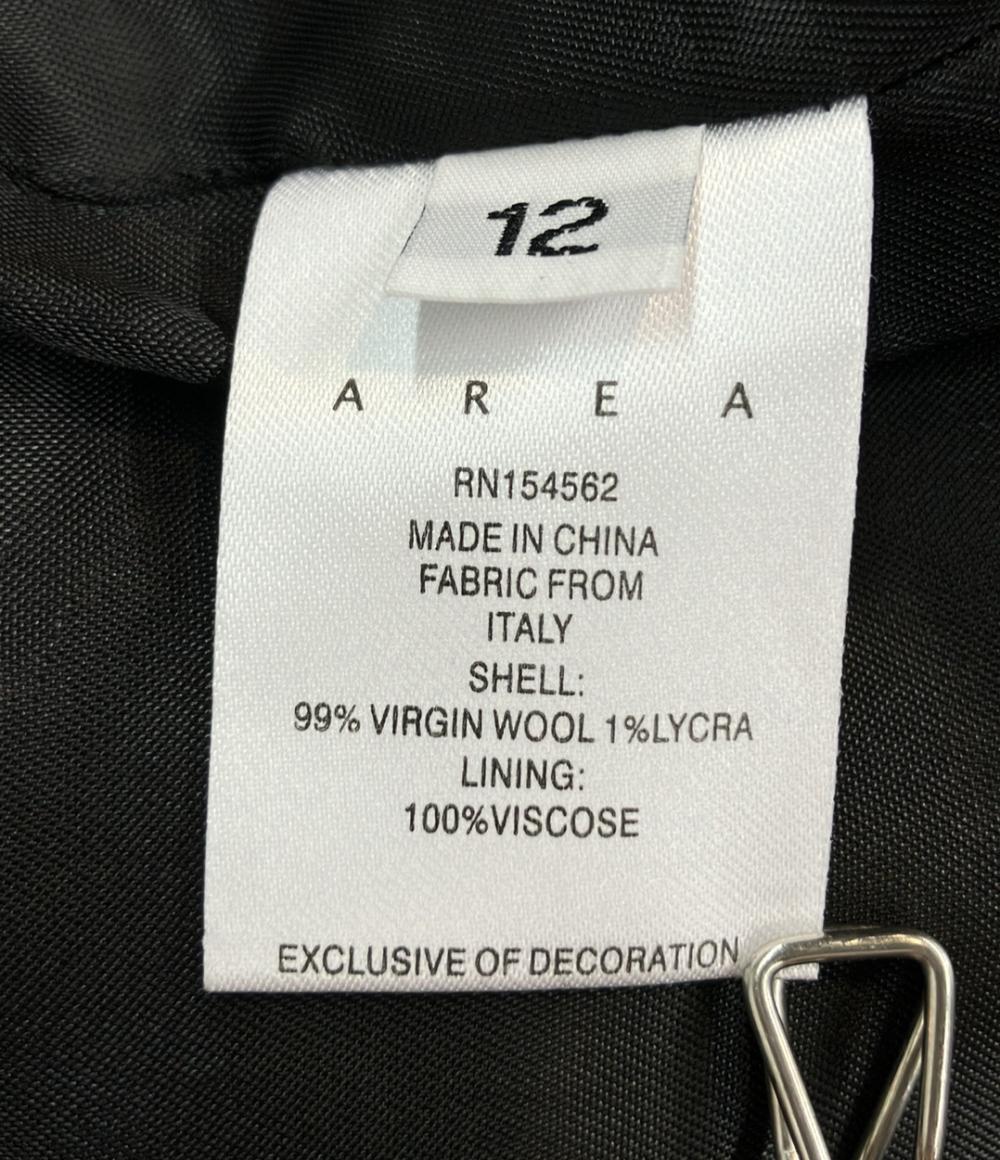 12
A R E A
RN154562
MADE IN CHINA
FABRIC FROM
ITALY
SHELL:
99% VIRGIN WOOL 1%LYCRA
LINING:
100%VISCOSE
EXCLUSIVE OF DECORATION